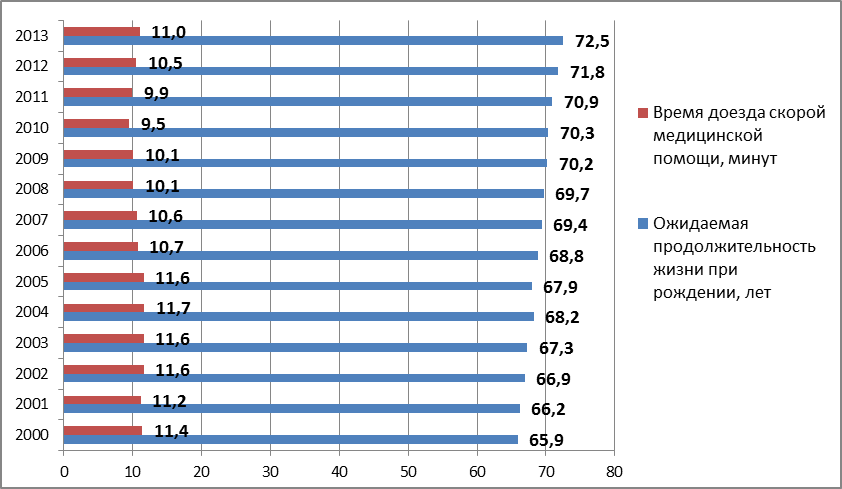 2013 11,0 72,5
2012 10,5 71,8
2011 9,9 70,9
2010 9,5 70,3
2009 10,1 70,2
2008 10,1 69,7
2007 10,6 69,4
2006 10,7 68,8
2005 11,6 67,9
2004 11,7 68,2
2003 11,6 67,3
2002 11,6 66,9
2001 11,2 66,2
2000 11,4 65,9
0 10 20 30 40 50 60 70 80
Время доезда скорой
медицинской
помощи, минут
Ожидаемая
продолжительность
жизни при
рождении, лет